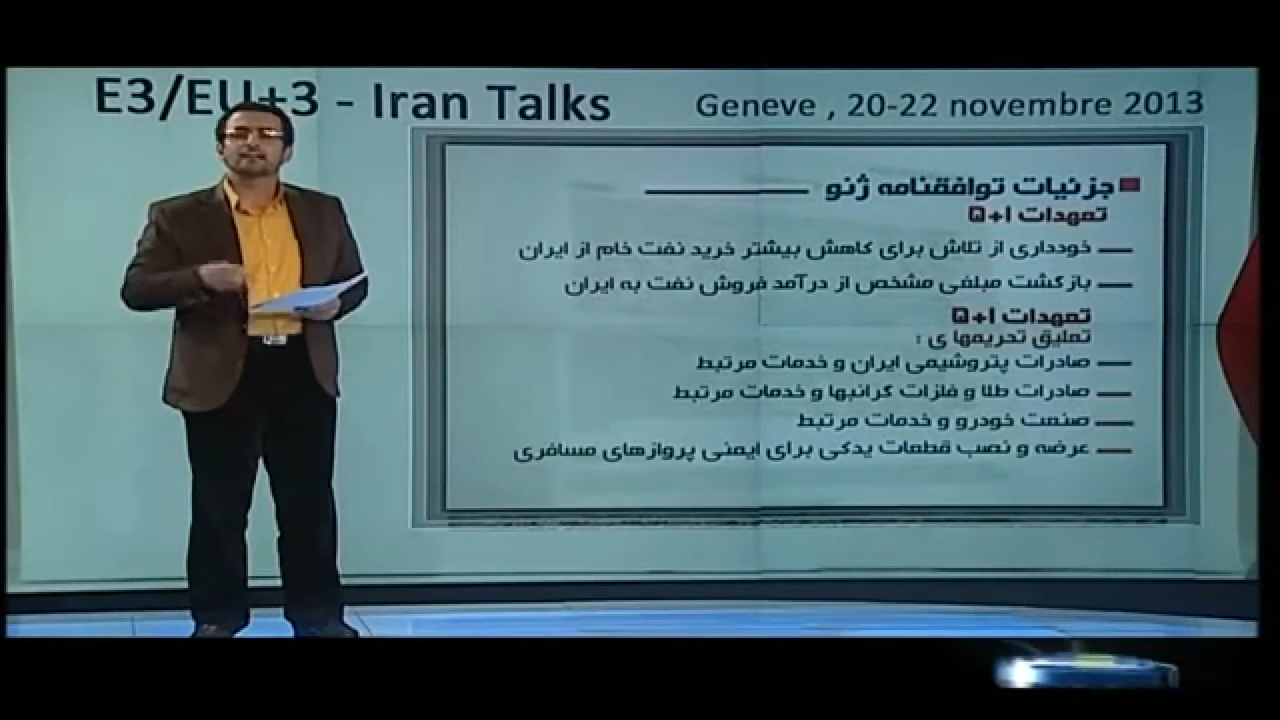 E3/EU+3 - Iran Talks
Geneve , 20-22 novembre 2013
جزئیات توافقنامه ژنو
تعهدات ۱+۵
خودداری از تلاش برای کاهش بیشتر خرید نفت خام از ایران
بازگشت مبلغی مشخص از درآمد فروش نفت به ایران
تعهدات ۱+۵
تعلیق تحریمها ی :
صادرات پتروشیمی ایران و خدمات مرتبط
صادرات طلا و فلزات گرانبها و خدمات مرتبط
صنعت خودرو و خدمات مرتبط
عرضه و نصب قطعات یدکی برای ایمنی پروازهای مسافری